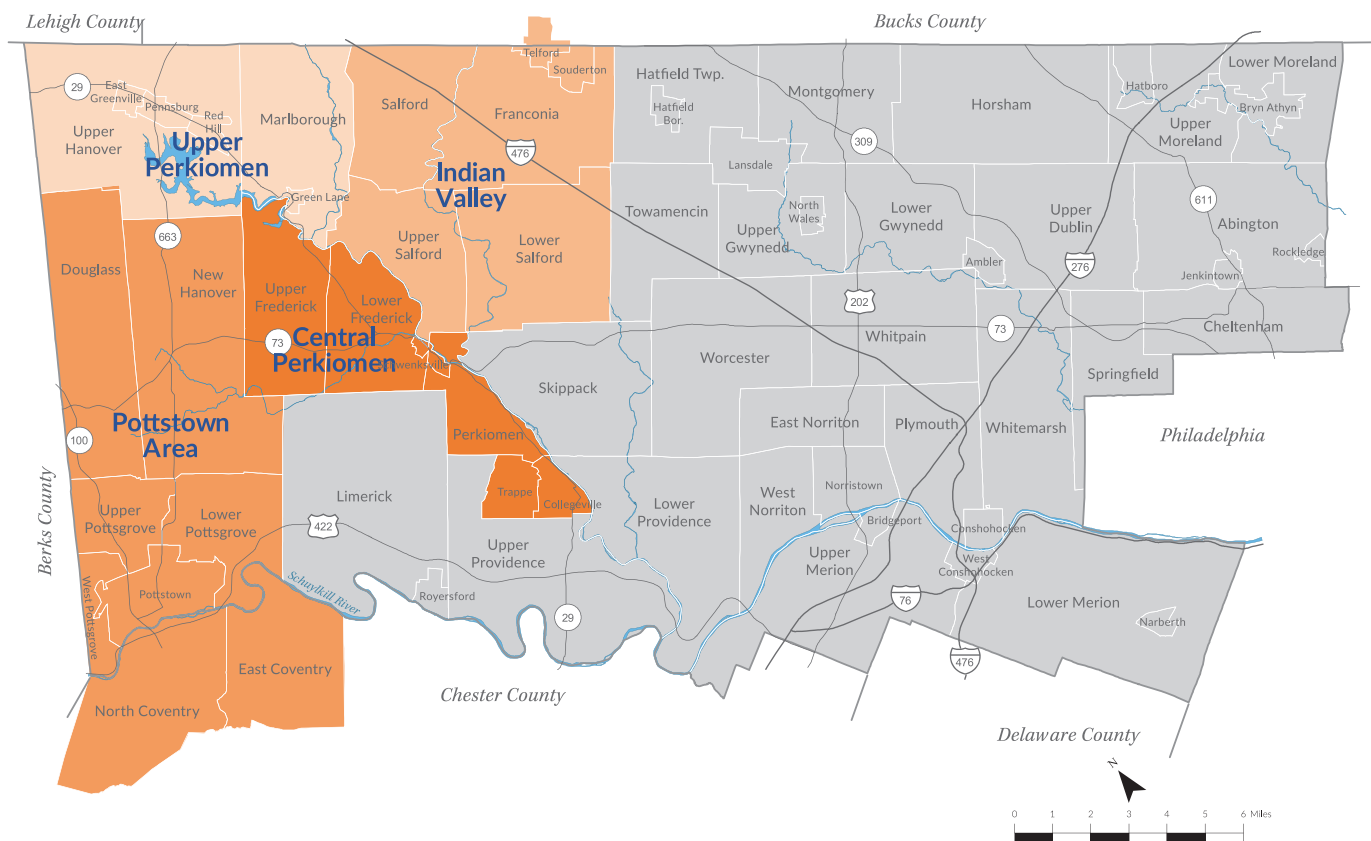 Lehigh County
Bucks County
Telford
Souderton
Hatfield Twp.
Hatfield
Bor.
Montgomery
Horsham
Hatboro
Lower Moreland
Bryn Athyn
Upper
Moreland
29
East
Greenville
Pennsburg
Red
Hill
Upper
Hanover
Marlborough
Salford
Franconia
476
309
Upper
Perkiomen
Indian
Valley
Lansdale
Green Lane
Towamencin
North
Wales
Upper
Gwynedd
Lower
Gwynedd
Upper
Dublin
611
Abington
Rockledge
Jenkintown
Ambler
276
663
Douglass
New
Hanover
Upper
Salford
Lower
Salford
Upper
Frederick
Lower
Frederick
202
73
Whitpain
73
Cheltenham
Central
Perkiomen
Worcester
Skippack
Springfield
Pottstown
Area
100
Perkiomen
East Norriton
Plymouth
Whitemarsh
Philadelphia
Berks County
Upper
Pottsgrove
Lower
Pottsgrove
Limerick
422
Trappe
Collegeville
Lower
Providence
West
Norriton
Norristown
Bridgeport
Conshohocken
West
Conshohocken
Upper
Providence
Upper
Merion
West Pottsgrove
Pottstown
Schuylkill River
Royersford
29
76
Lower Merion
Narberth
476
East Coventry
North Coventry
Chester County
Delaware County
N
0 1 2 3 4 5 6 Miles